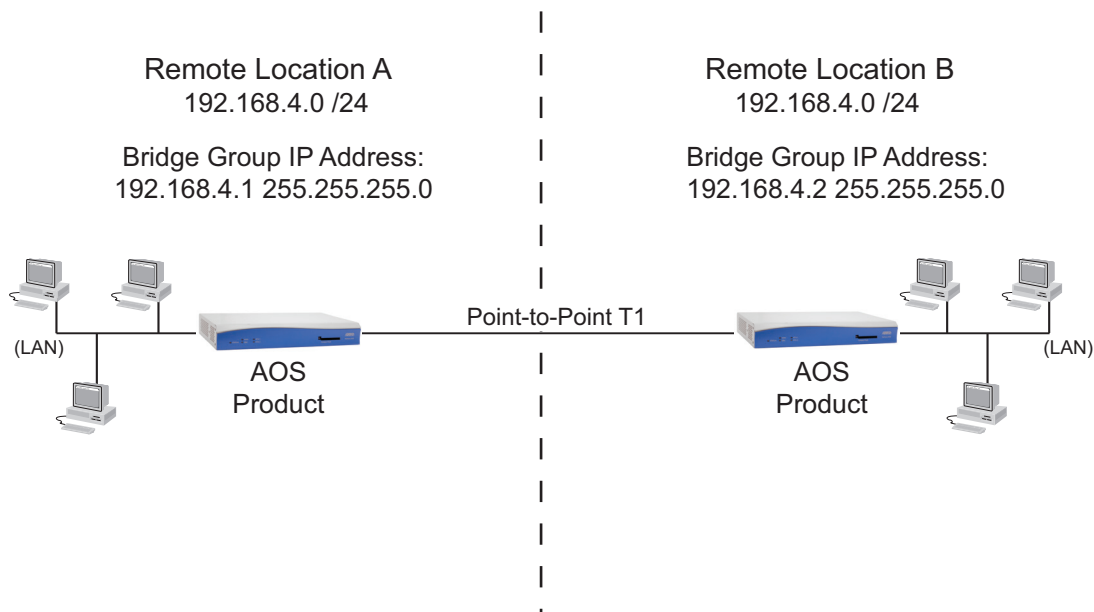 Remote Location A
192.168.4.0 /24
Bridge Group IP Address:
192.168.4.1 255.255.255.0
Remote Location B
192.168.4.0 /24
Bridge Group IP Address:
192.168.4.2 255.255.255.0
Point-to-Point T1
(LAN)
AOS
Product
AOS
Product
(LAN)